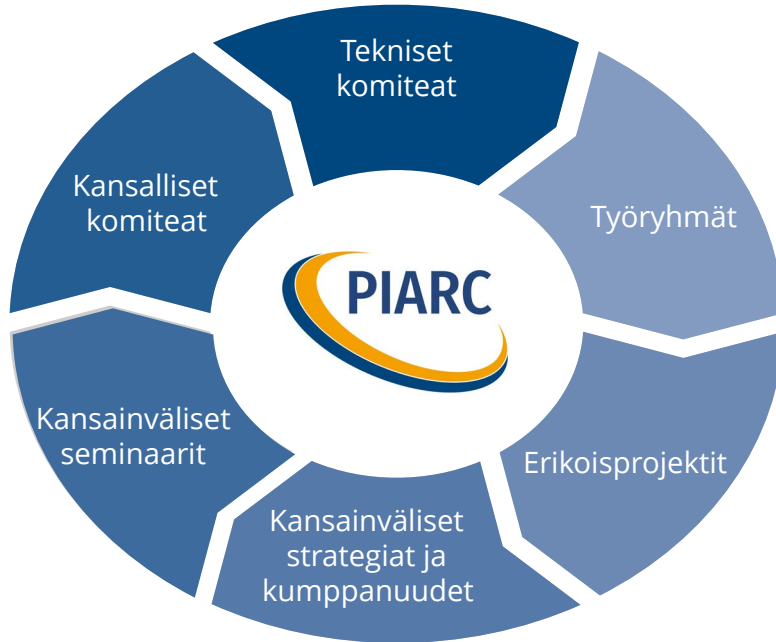 Tekniset
komiteat
Työryhmät
Erikoisprojektit
Kansainväliset
strategiat ja
kumppanuudet
Kansainväliset
seminaarit
Kansalliset
komiteat
PIARC